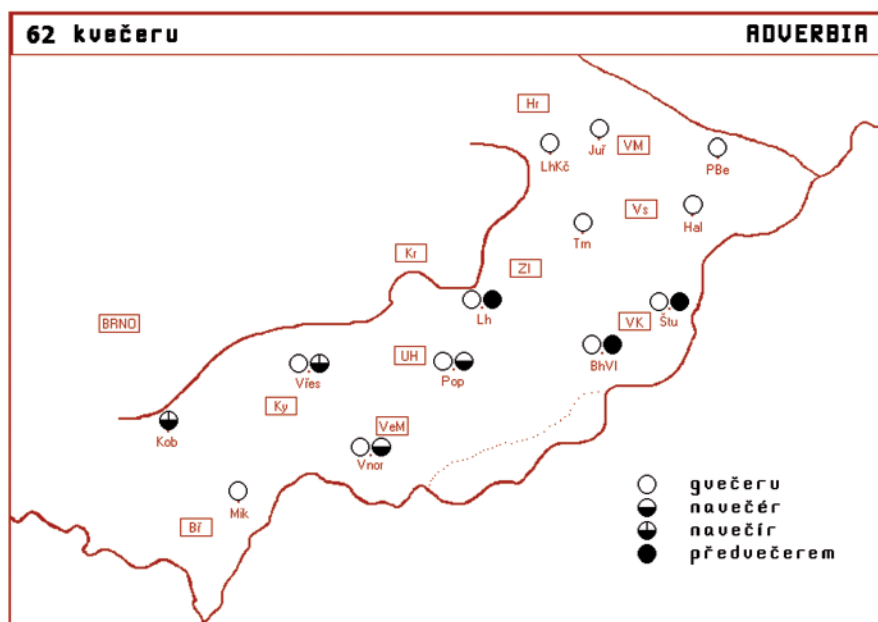 62 kvečeru ADVERBIA
Hr
Juř
VM
LhKč
PBe
Vs
Hal
Trn
Kr
Zl
Lh
BRNO
VK
Štu
UH
BhVl
Vřes
Pop
Ky
VeM
Kob
Vnor
Mik
Bř
gvečeru
navečér
navečír
předvečerem